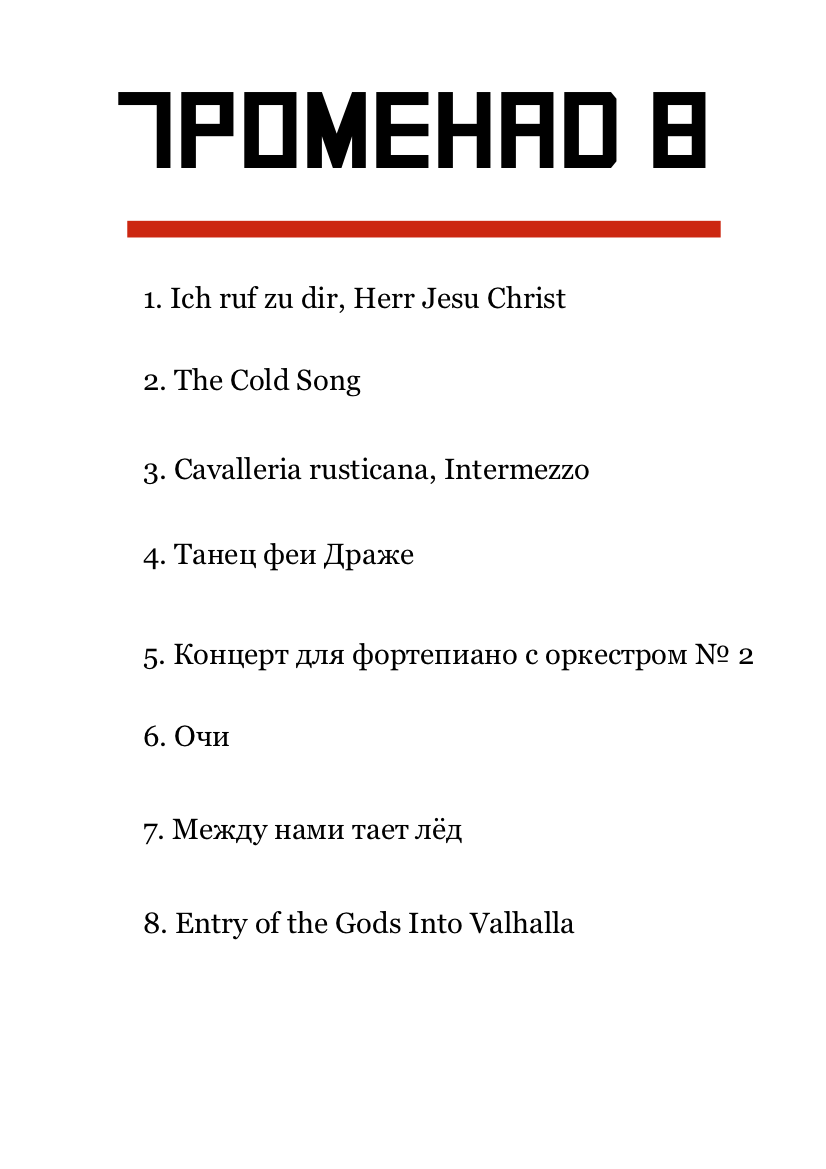 ПРОМЕНАD 8
1. Ich ruf zu dir, Herr Jesu Christ
2. The Cold Song
3. Cavalleria rusticana, Intermezzo
4. Танец феи Драже
5. Концерт для фортепиано с оркестром № 2
6. Очи
7. Между нами тает лёд
8. Entry of the Gods Into Valhalla